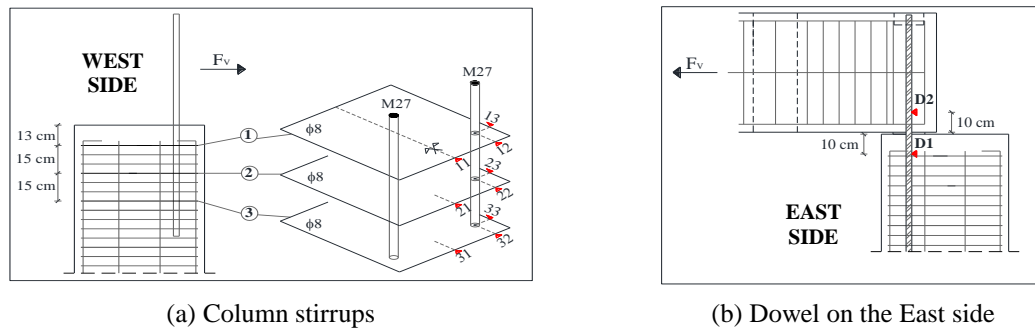 WEST
SIDE
Fv
13 cm
15 cm
15 cm
1
2
3
M27
M27
ϕ8
ϕ8
ϕ8
13
12
11
23
22
21
33
32
31
(a) Column stirrups
Fv
D2
10 cm
10 cm
D1
EAST
SIDE
(b) Dowel on the East side